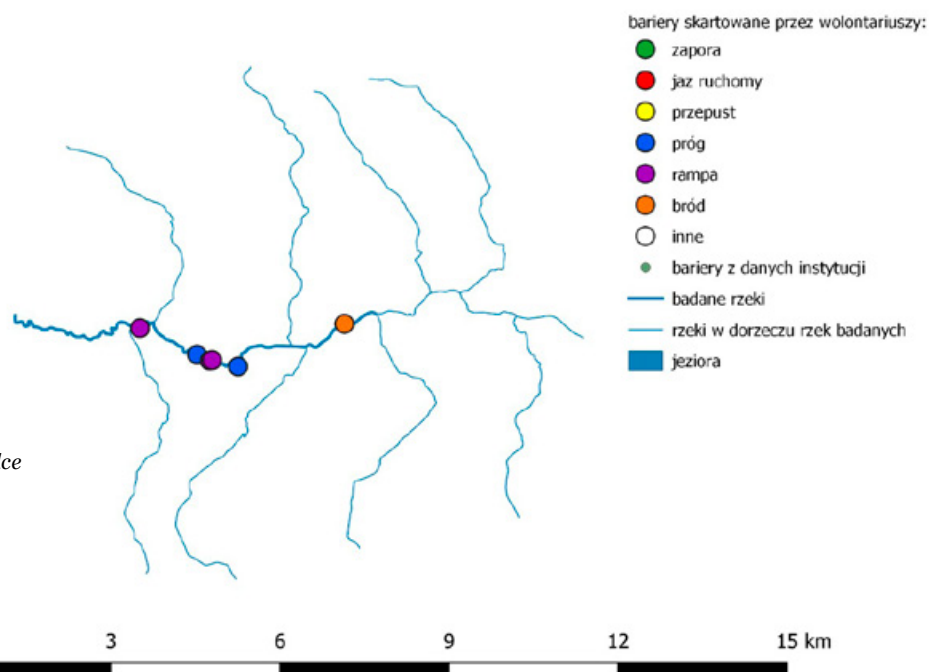 bariery skartowane przez wolontariuszy:
zapora
jaz ruchomy
przepust
próg
rampa
bród
inne
bariery z danych instytucji
badane rzeki
rzeki w dorzeczu rzek badanych
jeziora
3 6 9 12 15 km